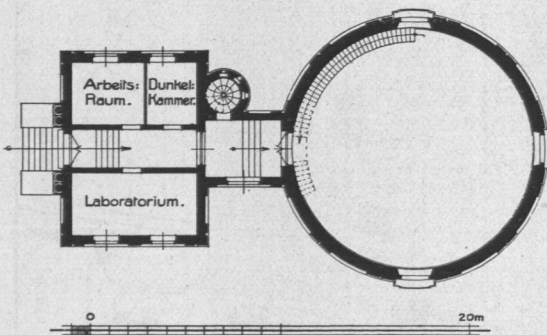 Arbeits:
Raum.
Dunkel:
Kammer.
Laboratorium.
0 20m